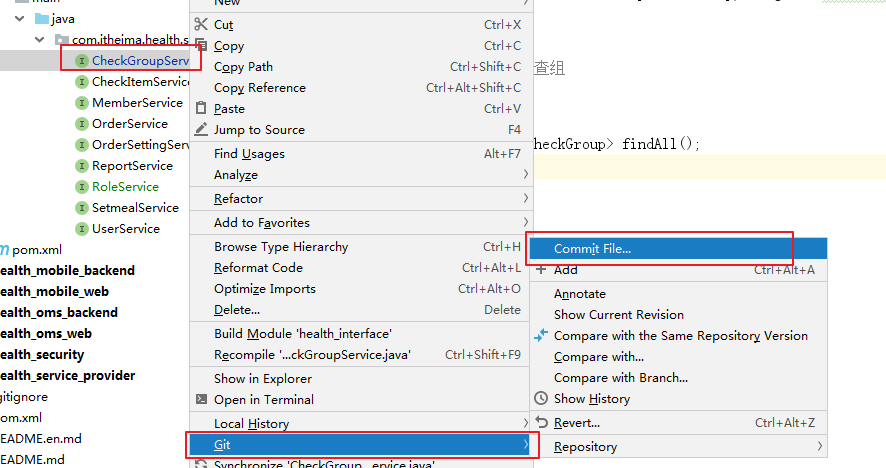 main
java
com.itheima.health.s
CheckGroupServ
CheckItemService
MemberService
OrderService
OrderSettingServ
ReportService
RoleService
SetmealService
UserService
pom.xml
ealth_mobile_backend
ealth_mobile_web
ealth_oms_backend
ealth_oms_web
ealth_security
ealth_service_provider
gitignore
om.xml
EADME.en.md
EADME.md
New
Cut Ctrl+X
Copy Ctrl+C
Copy Path Ctrl+Shift+C
Copy Reference Ctrl+Alt+Shift+C
Paste Ctrl+V
Jump to Source F4
Find Usages Alt+F7
Analyze
Refactor
Add to Favorites
Browse Type Hierarchy Ctrl+H
Reformat Code Ctrl+Alt+L
Optimize Imports Ctrl+Alt+O
Delete... Delete
Build Module 'health_interface'
Recompile '...ckGroupService.java' Ctrl+Shift+F9
Show in Explorer
Open in Terminal
Local History
Git
Synchronize 'CheckGroup...ervice.java'
查组
heckGroup> findAll();
Commit File...
Add Ctrl+Alt+A
Annotate
Show Current Revision
Compare with the Same Repository Version
Compare with...
Compare with Branch...
Show History
Revert... Ctrl+Alt+Z
Repository